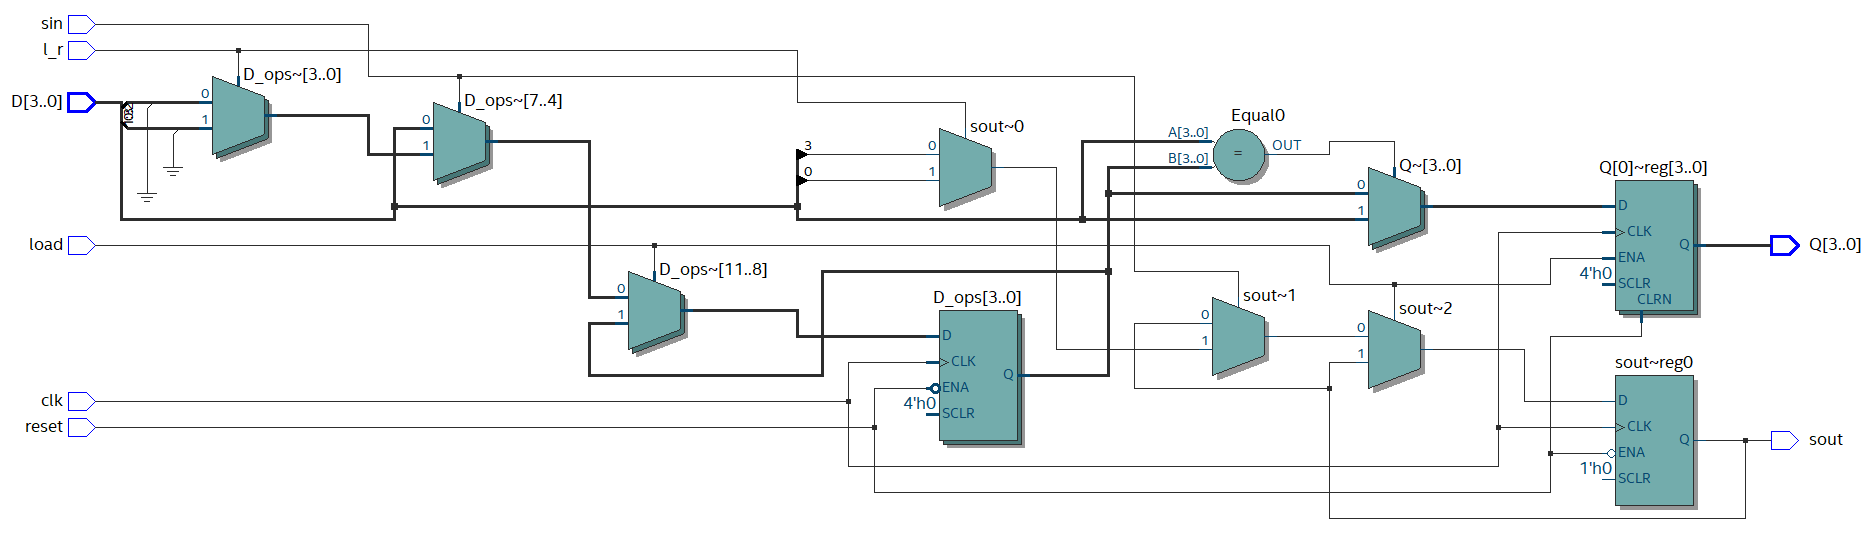 sin
l_r
D_ops~[3..0]
D[3..0]
0
1
D_ops~[7..4]
0
1
sout~0
3
0
0
1
Equal0
A[3..0]
B[3..0]
=
OUT
Q~[3..0]
0
1
Q[0]~reg[3..0]
D
CLK
ENA
4'h0
SCLR
CLRN
Q
Q[3..0]
load
D_ops~[11..8]
0
1
D_ops[3..0]
D
CLK
ENA
4'h0
SCLR
Q
sout~1
0
1
sout~2
0
1
sout~reg0
D
CLK
ENA
1'h0
SCLR
Q
sout
clk
reset